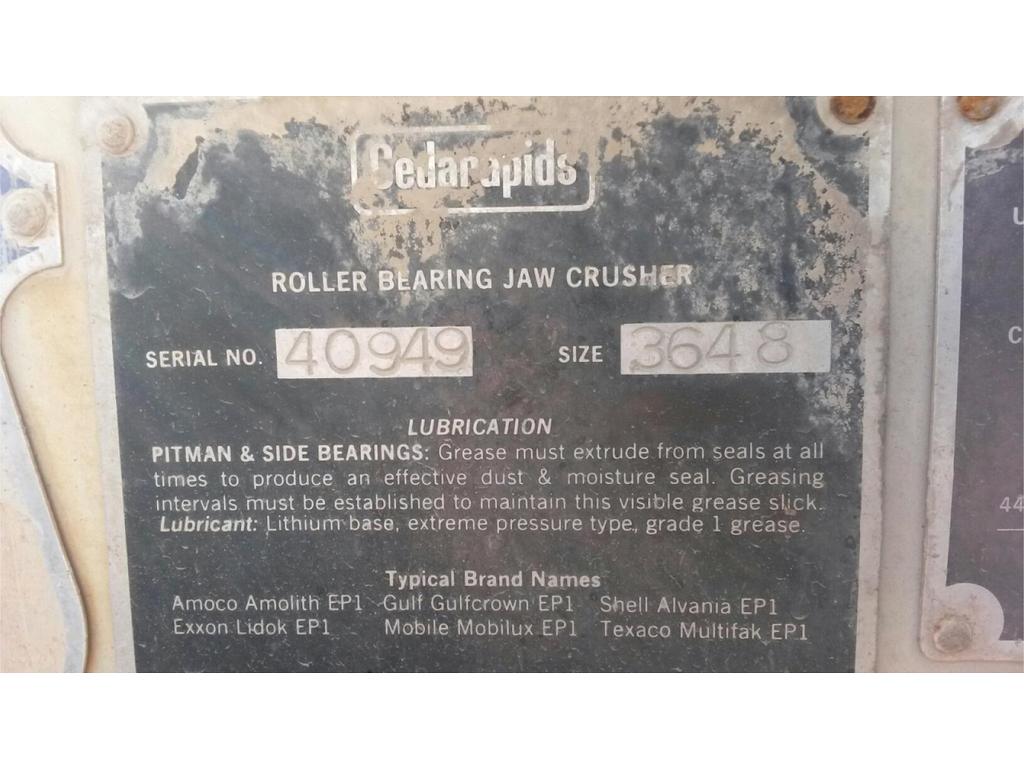 Cedarapids
ROLLER BEARING JAW CRUSHER
SERIAL NO. 40949 SIZE 3648
LUBRICATION
PITMAN & SIDE BEARINGS: Grease must extrude from seals at all
times to produce an effective dust & moisture seal. Greasing
intervals must be established to maintain this visible grease slick.
Lubricant: Lithium base, extreme pressure type, grade 1 grease.
Typical Brand Names
Amoco Amolith EP1 Gulf Gulfcrown EP1 Shell Alvania EP1
Exxon Lidok EP1 Mobile Mobilux EP1 Texaco Multifak EP1
44